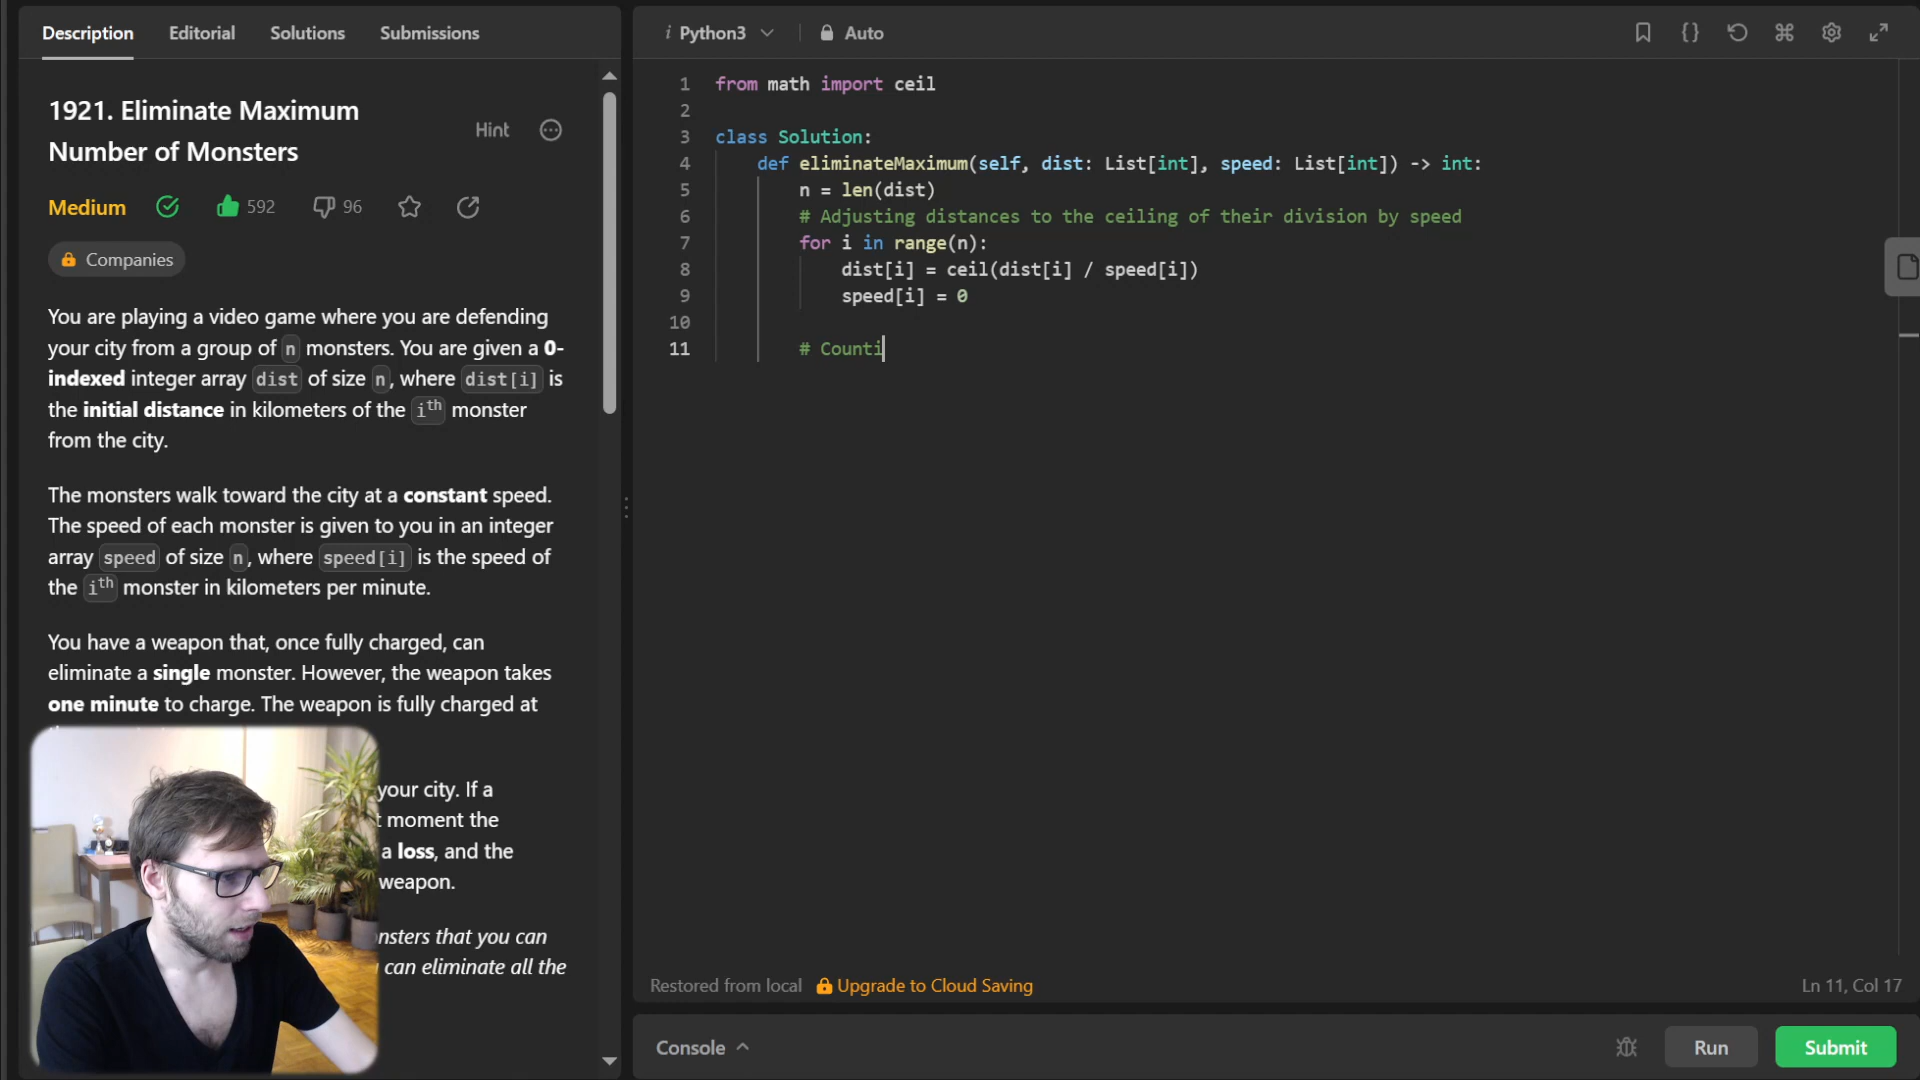 Description Editorial Solutions Submissions
1921. Eliminate Maximum
Number of Monsters
Hint
Medium 592 96
Companies
You are playing a video game where you are defending
your city from a group of n monsters. You are given a 0-
indexed integer array dist of size n, where dist[i] is
the initial distance in kilometers of the ith monster
from the city.
The monsters walk toward the city at a constant speed.
The speed of each monster is given to you in an integer
array speed of size n, where speed[i] is the speed of
the ith monster in kilometers per minute.
You have a weapon that, once fully charged, can
eliminate a single monster. However, the weapon takes
one minute to charge. The weapon is fully charged at
your city. If a
moment the
a loss, and the
weapon.
that you can
can eliminate all the
i Python3 Auto
1 from math import ceil
2
3 class Solution:
4 def eliminateMaximum(self, dist: List[int], speed: List[int]) -> int:
5 n = len(dist)
6 # Adjusting distances to the ceiling of their division by speed
7 for i in range(n):
8 dist[i] = ceil(dist[i] / speed[i])
9 speed[i] = 0
10
11 # Counti
Restored from local Upgrade to Cloud Saving Ln 11, Col 17
Console Run Submit